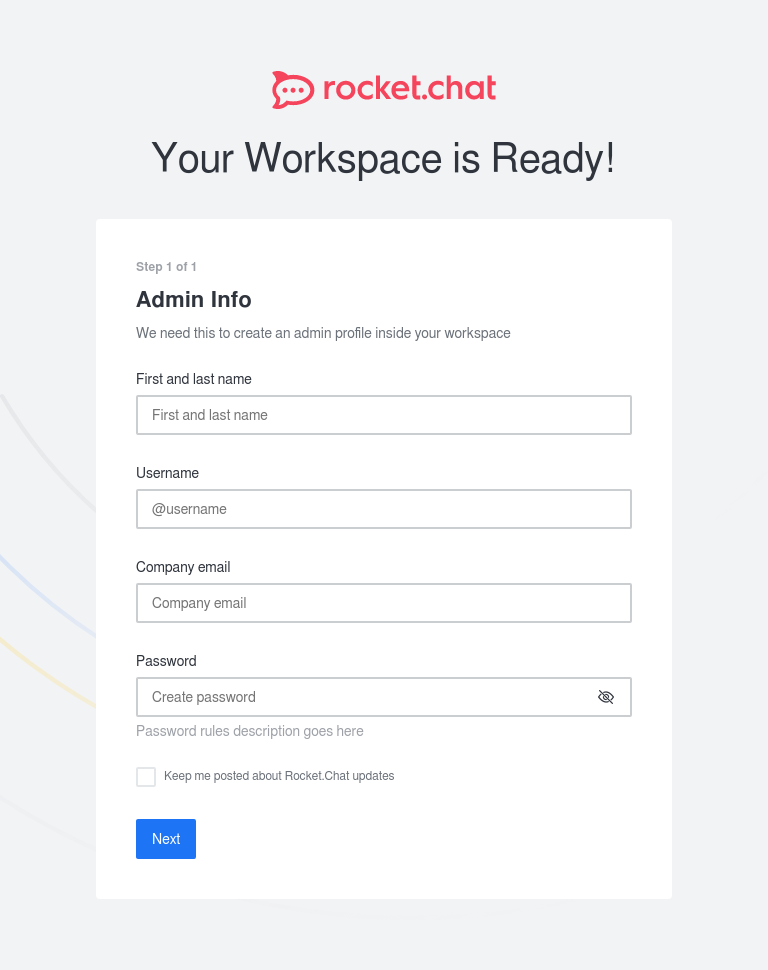 rocket.chat
Your Workspace is Ready!
Step 1 of 1
Admin Info
We need this to create an admin profile inside your workspace
First and last name
First and last name
Username
@username
Company email
Company email
Password
Create password
Password rules description goes here
Keep me posted about Rocket.Chat updates
Next